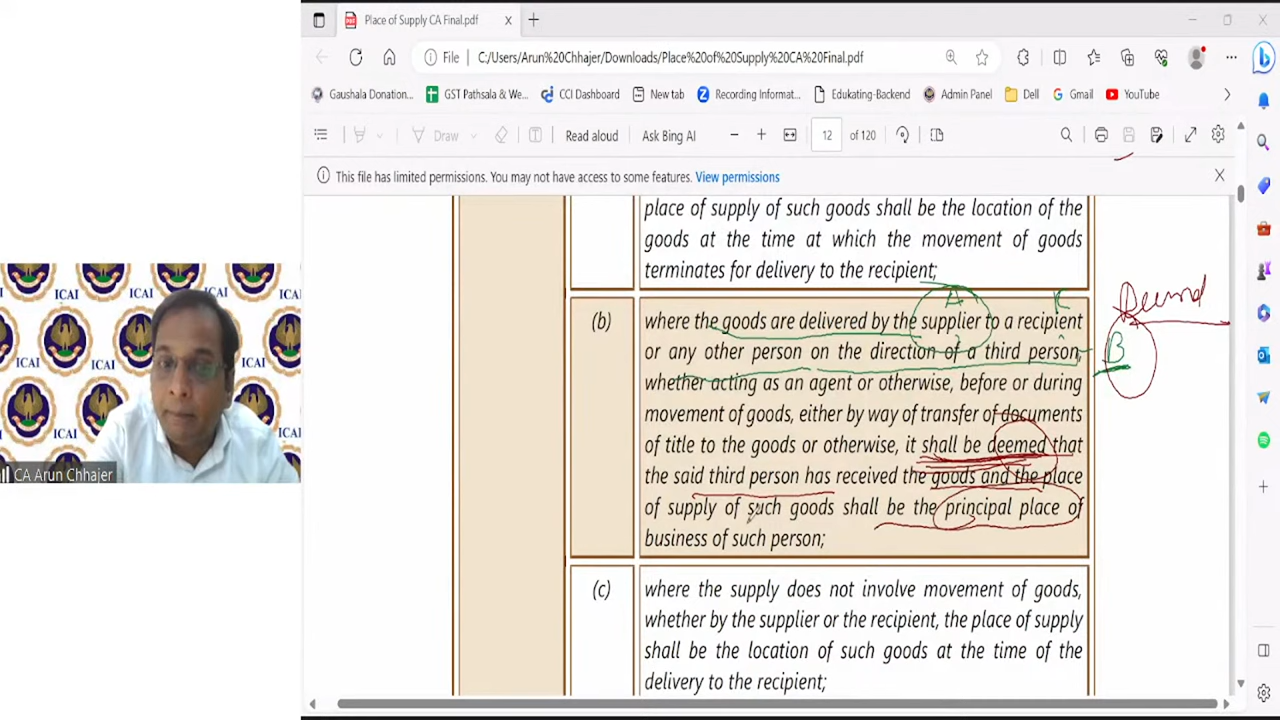 Place of Supply CA Final.pdf
File C:/Users/Arun%20Chhajer/Downloads/Place%20of%20Supply%20CA%20Final.pdf
Gaushala Donation... GST Pathsala & We... CCI Dashboard New tab Recording Informat... Edukating-Backend Admin Panel Dell Gmail YouTube
Draw Read aloud Ask Bing AI 12 of 120
This file has limited permissions. You may not have access to some features. View permissions
place of supply of such goods shall be the location of the
goods at the time at which the movement of goods
terminates for delivery to the recipient;
A
Deemed
(b) where the goods are delivered by the supplier to a recipient
or any other person on the direction of a third person, B
whether acting as an agent or otherwise, before or during
movement of goods, either by way of transfer of documents
of title to the goods or otherwise, it shall be deemed that
the said third person has received the goods and the place
of supply of such goods shall be the principal place of
business of such person;
(c) where the supply does not involve movement of goods,
whether by the supplier or the recipient, the place of supply
shall be the location of such goods at the time of the
delivery to the recipient;
ICAI
ICAI
ICAI
ICAI
ICAI
ICAI
CA Arun Chhajer